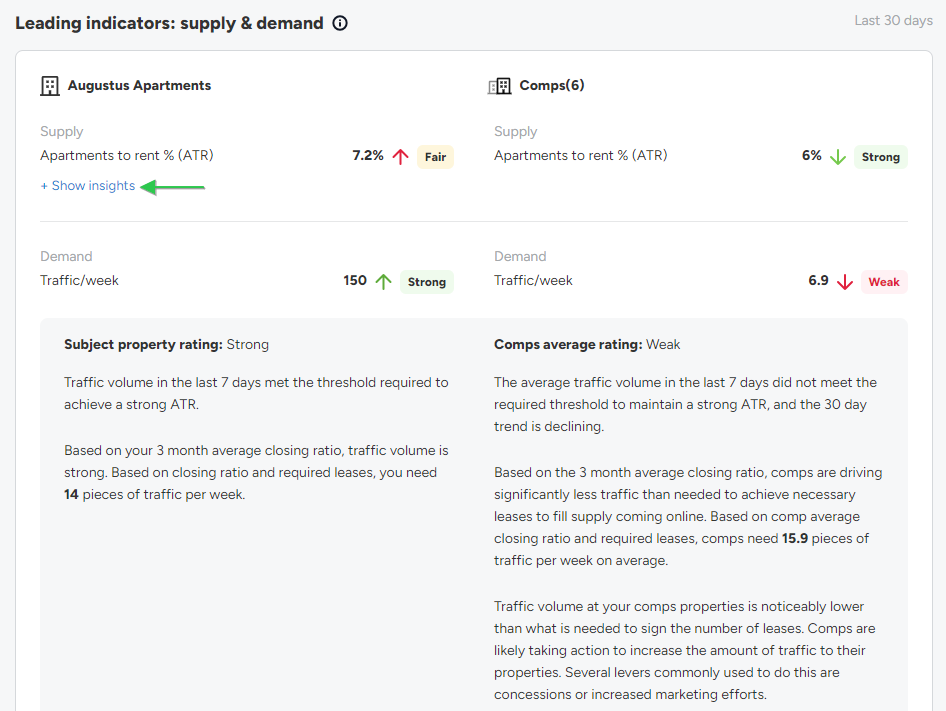 Leading indicators: supply & demand
Last 30 days
Augustus Apartments
Comps(6)
Supply
Apartments to rent % (ATR)
7.2%
Fair
+ Show insights
Supply
Apartments to rent % (ATR)
6%
Strong
Demand
Traffic/week
150
Strong
Demand
Traffic/week
6.9
Weak
Subject property rating: Strong
Traffic volume in the last 7 days met the threshold required to
achieve a strong ATR.
Based on your 3 month average closing ratio, traffic volume is
strong. Based on closing ratio and required leases, you need
14 pieces of traffic per week.
Comps average rating: Weak
The average traffic volume in the last 7 days did not meet the
required threshold to maintain a strong ATR, and the 30 day
trend is declining.
Based on the 3 month average closing ratio, comps are driving
significantly less traffic than needed to achieve necessary
leases to fill supply coming online. Based on comp average
closing ratio and required leases, comps need 15.9 pieces of
traffic per week on average.
Traffic volume at your comps properties is noticeably lower
than what is needed to sign the number of leases. Comps are
likely taking action to increase the amount of traffic to their
properties. Several levers commonly used to do this are
concessions or increased marketing efforts.